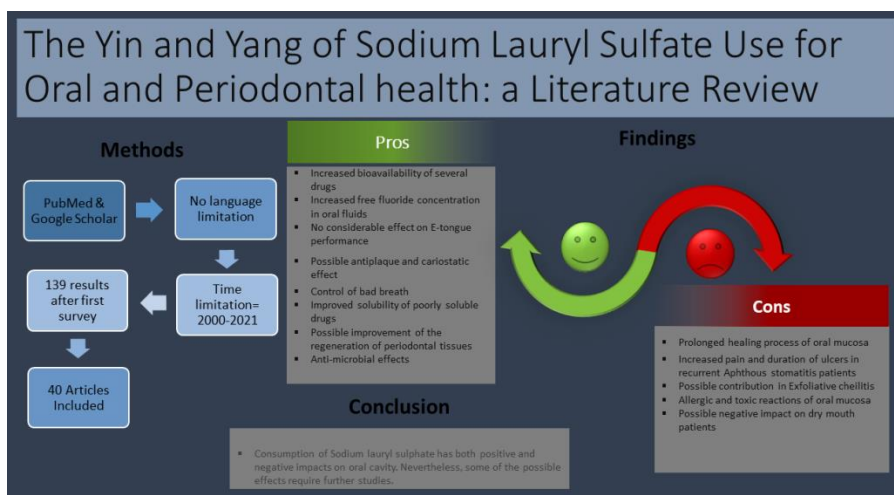 The Yin and Yang of Sodium Lauryl Sulfate Use for
Oral and Periodontal health: a Literature Review
Methods
PubMed &
Google Scholar
No language
limitation
Time
limitation=
2000-2021
139 results
after first
survey
40 Articles
Included
Pros
▪ Increased bioavailability of several
drugs
▪ Increased free fluoride concentration
in oral fluids
▪ No considerable effect on E-tongue
performance
▪ Possible antiplaque and cariostatic
effect
▪ Control of bad breath
▪ Improved solubility of poorly soluble
drugs
▪ Possible improvement of the
regeneration of periodontal tissues
▪ Anti-microbial effects
Findings
Cons
▪ Prolonged healing process of oral mucosa
▪ Increased pain and duration of ulcers in
recurrent Aphthous stomatitis patients
▪ Possible contribution in Exfoliative cheilitis
▪ Allergic and toxic reactions of oral mucosa
▪ Possible negative impact on dry mouth
patients
Conclusion
▪ Consumption of Sodium lauryl sulphate has both positive and
negative impacts on oral cavity. Nevertheless, some of the possible
effects require further studies.